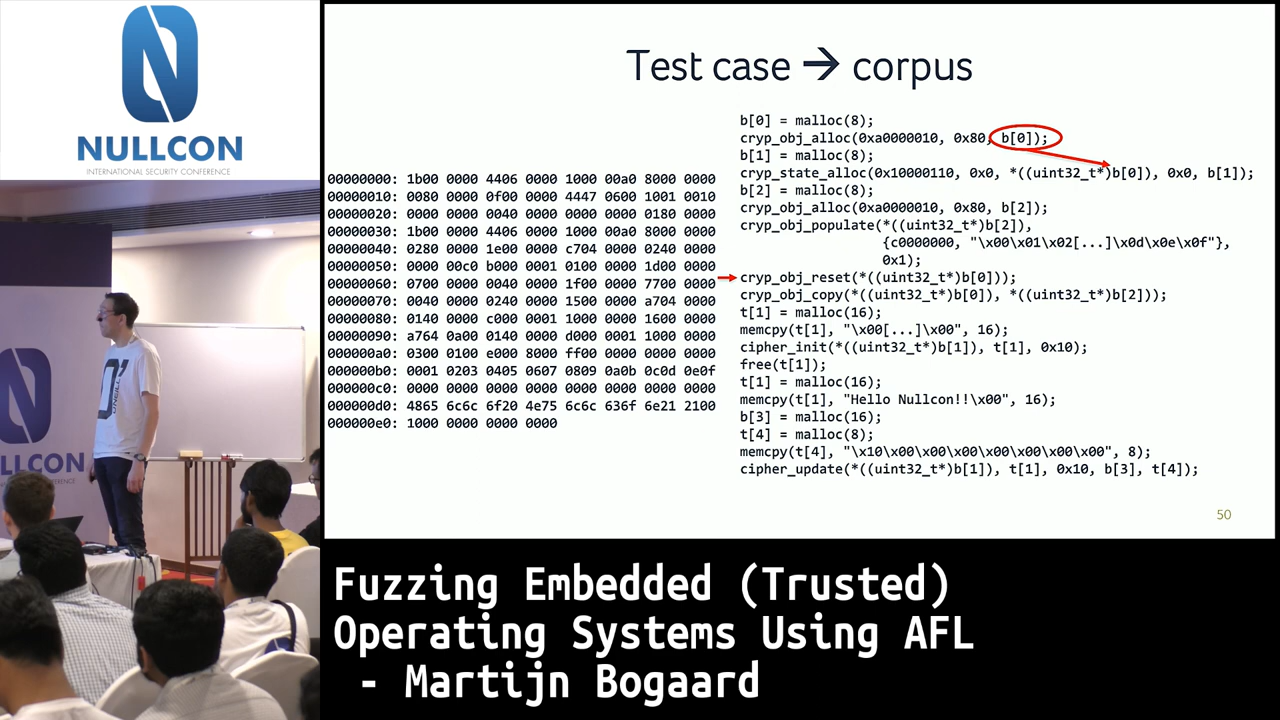 NULLCON
INTERNATIONAL SECURITY CONFERENCE
Test case → corpus
00000000: 1b00 0000 4406 0000 1000 00a0 8000 0000
00000010: 0080 0000 0f00 0000 4447 0600 1001 0010
00000020: 0000 0000 0040 0000 0000 0000 0180 0000
00000030: 1b00 0000 4406 0000 1000 00a0 8000 0000
00000040: 0280 0000 1e00 0000 c704 0000 0240 0000
00000050: 0000 00c0 b000 0001 0100 0000 1d00 0000
00000060: 0700 0000 0040 0000 1f00 0000 7700 0000
00000070: 0040 0000 0240 0000 1500 0000 a704 0000
00000080: 0140 0000 c000 0001 1000 0000 1600 0000
00000090: a764 0a00 0140 0000 d000 0001 1000 0000
000000a0: 0300 0100 e000 8000 ff00 0000 0000 0000
000000b0: 0001 0203 0405 0607 0809 0a0b 0c0d 0e0f
000000c0: 0000 0000 0000 0000 0000 0000 0000 0000
000000d0: 4865 6c6c 6f20 4e75 6c6c 636f 6e21 2100
000000e0: 1000 0000 0000 0000
b[0] = malloc(8);
cryp_obj_alloc(0xa0000010, 0x80, b[0]);
b[1] = malloc(8);
cryp_state_alloc(0x10000110, 0x0, *((uint32_t*)b[0]), 0x0, b[1]);
b[2] = malloc(8);
cryp_obj_alloc(0xa0000010, 0x80, b[2]);
cryp_obj_populate(*((uint32_t*)b[2]),
{c0000000, "\x00\x01\x02[...]\x0d\x0e\x0f"},
0x1);
cryp_obj_reset(*((uint32_t*)b[0]));
cryp_obj_copy(*((uint32_t*)b[0]), *((uint32_t*)b[2]));
t[1] = malloc(16);
memcpy(t[1], "\x00[...]\x00", 16);
cipher_init(*((uint32_t*)b[1]), t[1], 0x10);
free(t[1]);
t[1] = malloc(16);
memcpy(t[1], "Hello Nullcon!!\x00", 16);
b[3] = malloc(16);
t[4] = malloc(8);
memcpy(t[4], "\x10\x00\x00\x00\x00\x00\x00\x00", 8);
cipher_update(*((uint32_t*)b[1]), t[1], 0x10, b[3], t[4]);
50
Fuzzing Embedded (Trusted)
Operating Systems Using AFL
- Martijn Bogaard